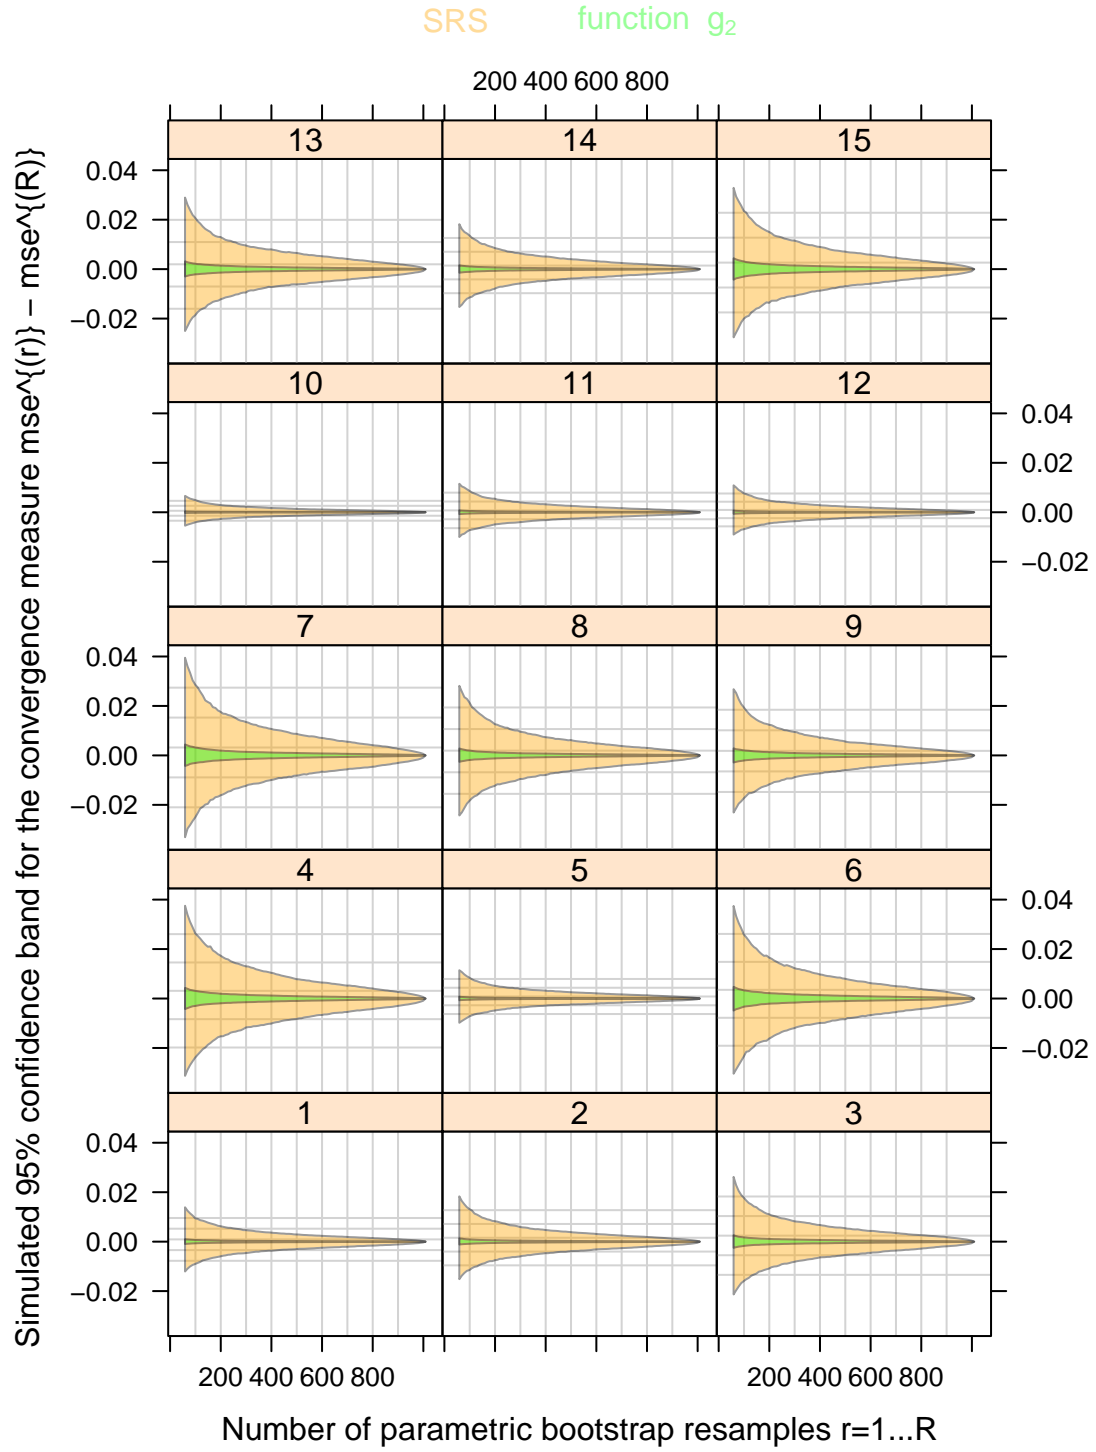 SRS function g₂
200 400 600 800
13 14 15
0.04
0.02
0.00
−0.02
10 11 12
0.04
0.02
0.00
−0.02
7 8 9
0.04
0.02
0.00
−0.02
4 5 6
0.04
0.02
0.00
−0.02
1 2 3
0.04
0.02
0.00
−0.02
200 400 600 800 200 400 600 800
Number of parametric bootstrap resamples r=1...R
Simulated 95% confidence band for the convergence measure mse^{(r)} − mse^{(R)}